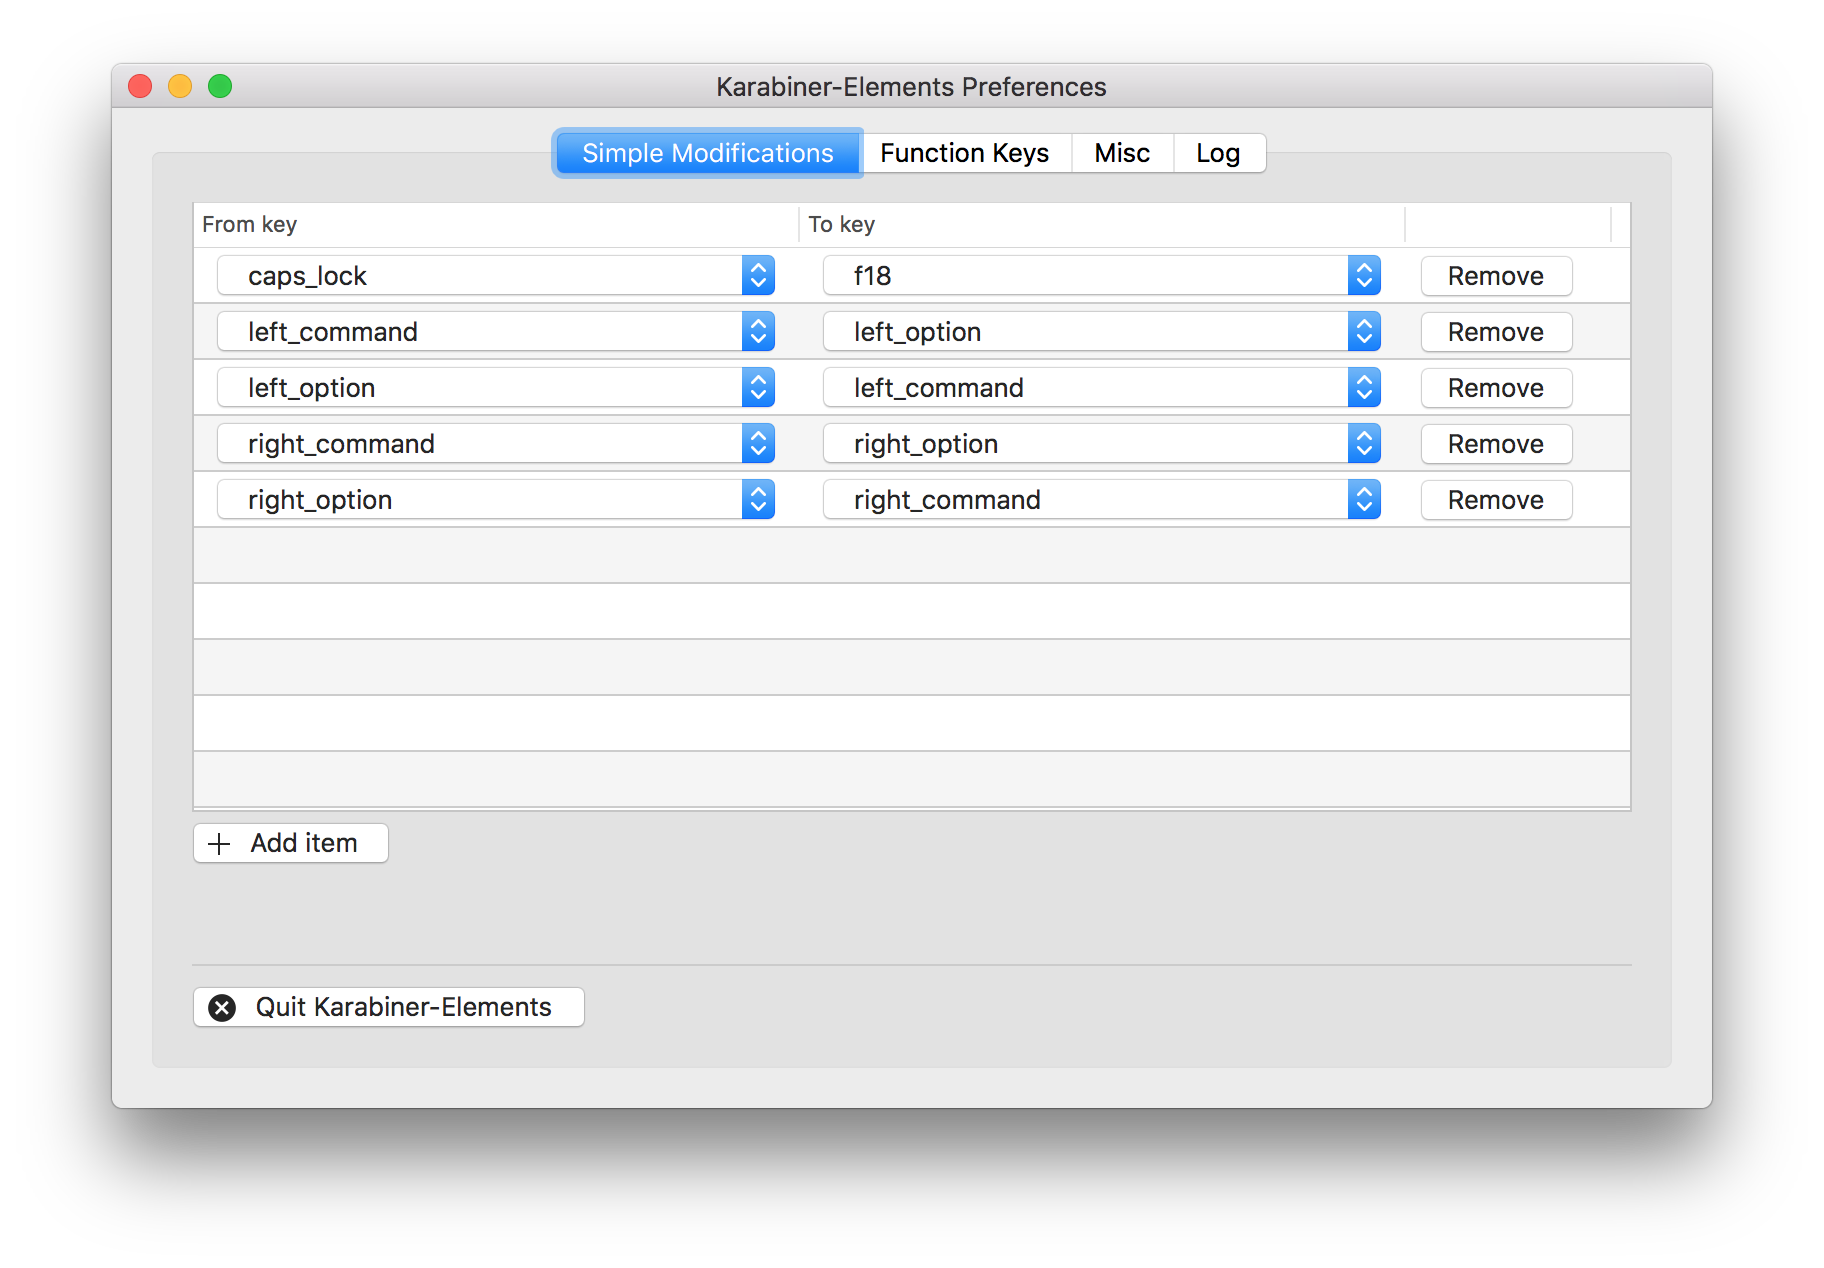 Karabiner-Elements Preferences
Simple Modifications Function Keys Misc Log
From key To key
caps_lock f18 Remove
left_command left_option Remove
left_option left_command Remove
right_command right_option Remove
right_option right_command Remove
Add item
Quit Karabiner-Elements